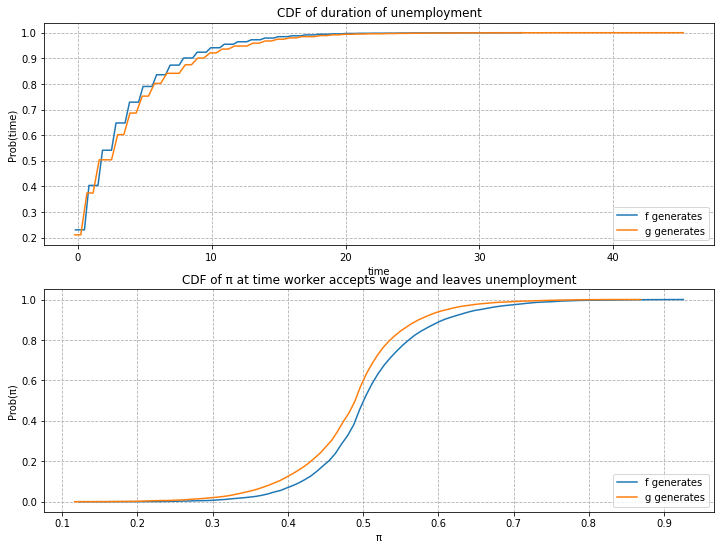 CDF of duration of unemployment
1.0
0.9
0.8
0.7
0.6
0.5
0.4
0.3
0.2
Prob(time)
f generates
g generates
0 10 20 30 40
time
CDF of π at time worker accepts wage and leaves unemployment
1.0
0.8
0.6
0.4
0.2
0.0
Prob(π)
f generates
g generates
0.1 0.2 0.3 0.4 0.5 0.6 0.7 0.8 0.9
π